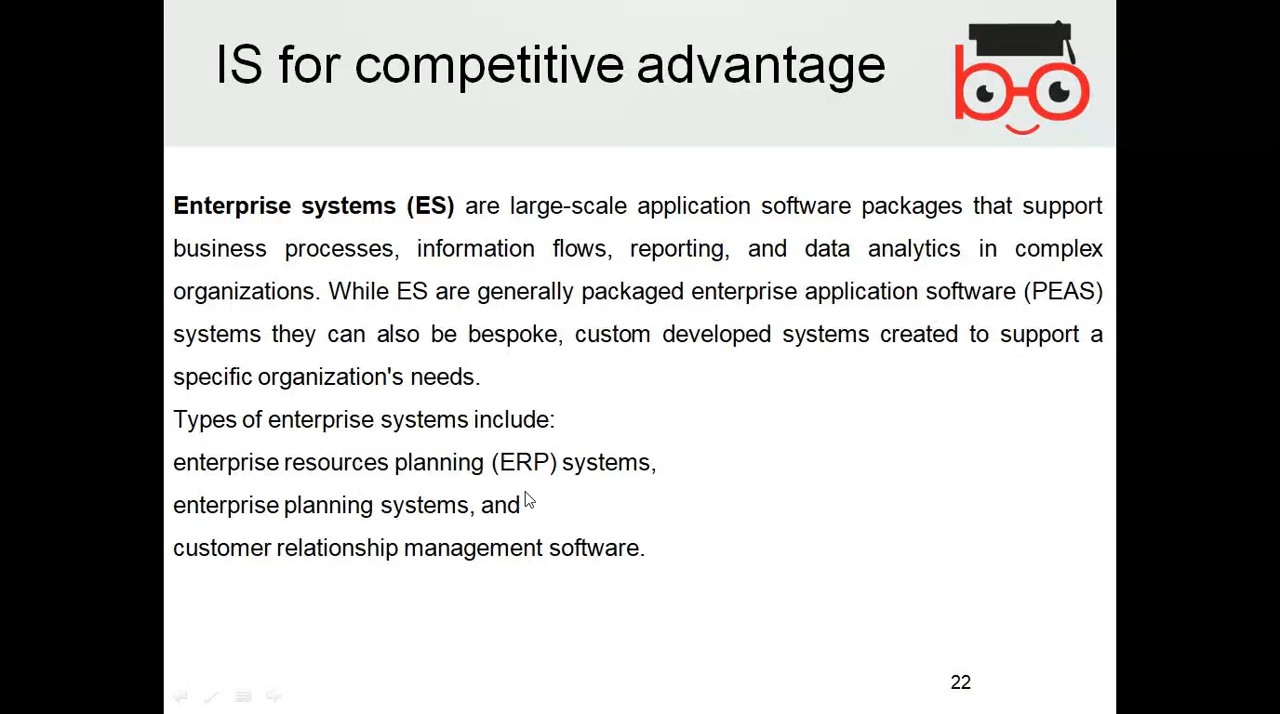 IS for competitive advantage
Enterprise systems (ES) are large-scale application software packages that support
business processes, information flows, reporting, and data analytics in complex
organizations. While ES are generally packaged enterprise application software (PEAS)
systems they can also be bespoke, custom developed systems created to support a
specific organization's needs.
Types of enterprise systems include:
enterprise resources planning (ERP) systems,
enterprise planning systems, and
customer relationship management software.
22